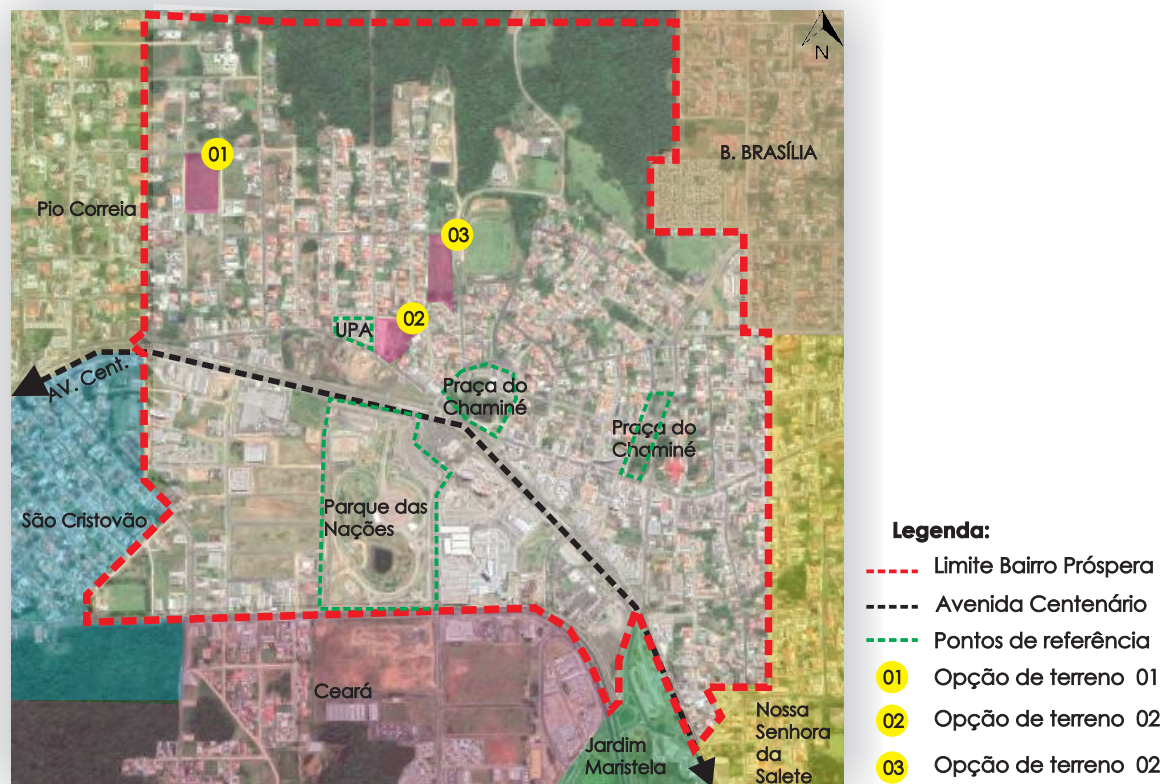 N
01
B. BRASÍLIA
Pio Correia
03
02
UPA
AV. Cent.
Praça do
Chaminé
Praça do
Chaminé
Parque das
Nações
São Cristovão
Ceará
Jardim
Maristela
Nossa
Senhora
da
Salete
Legenda:
Limite Bairro Próspera
Avenida Centenário
Pontos de referência
01 Opção de terreno 01
02 Opção de terreno 02
03 Opção de terreno 02